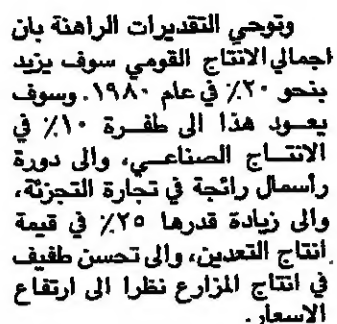 وتوحي التقديرات الراهنة بان
اجمالي الانتاج القومي سوف يزيد
بنحو ٢٠٪ في عام ١٩٨٠. وسوف
يعود هذا الى طفرة ١٠٪ في
الانتاج الصناعي، والى دورة
رأسمال رائجة في تجارة التجزئة،
والى زيادة قدرها ٢٥٪ في قيمة
انتاج التعدين، والى تحسن طفيف
في انتاج المزارع نظرا الى ارتفاع
الاسعار.